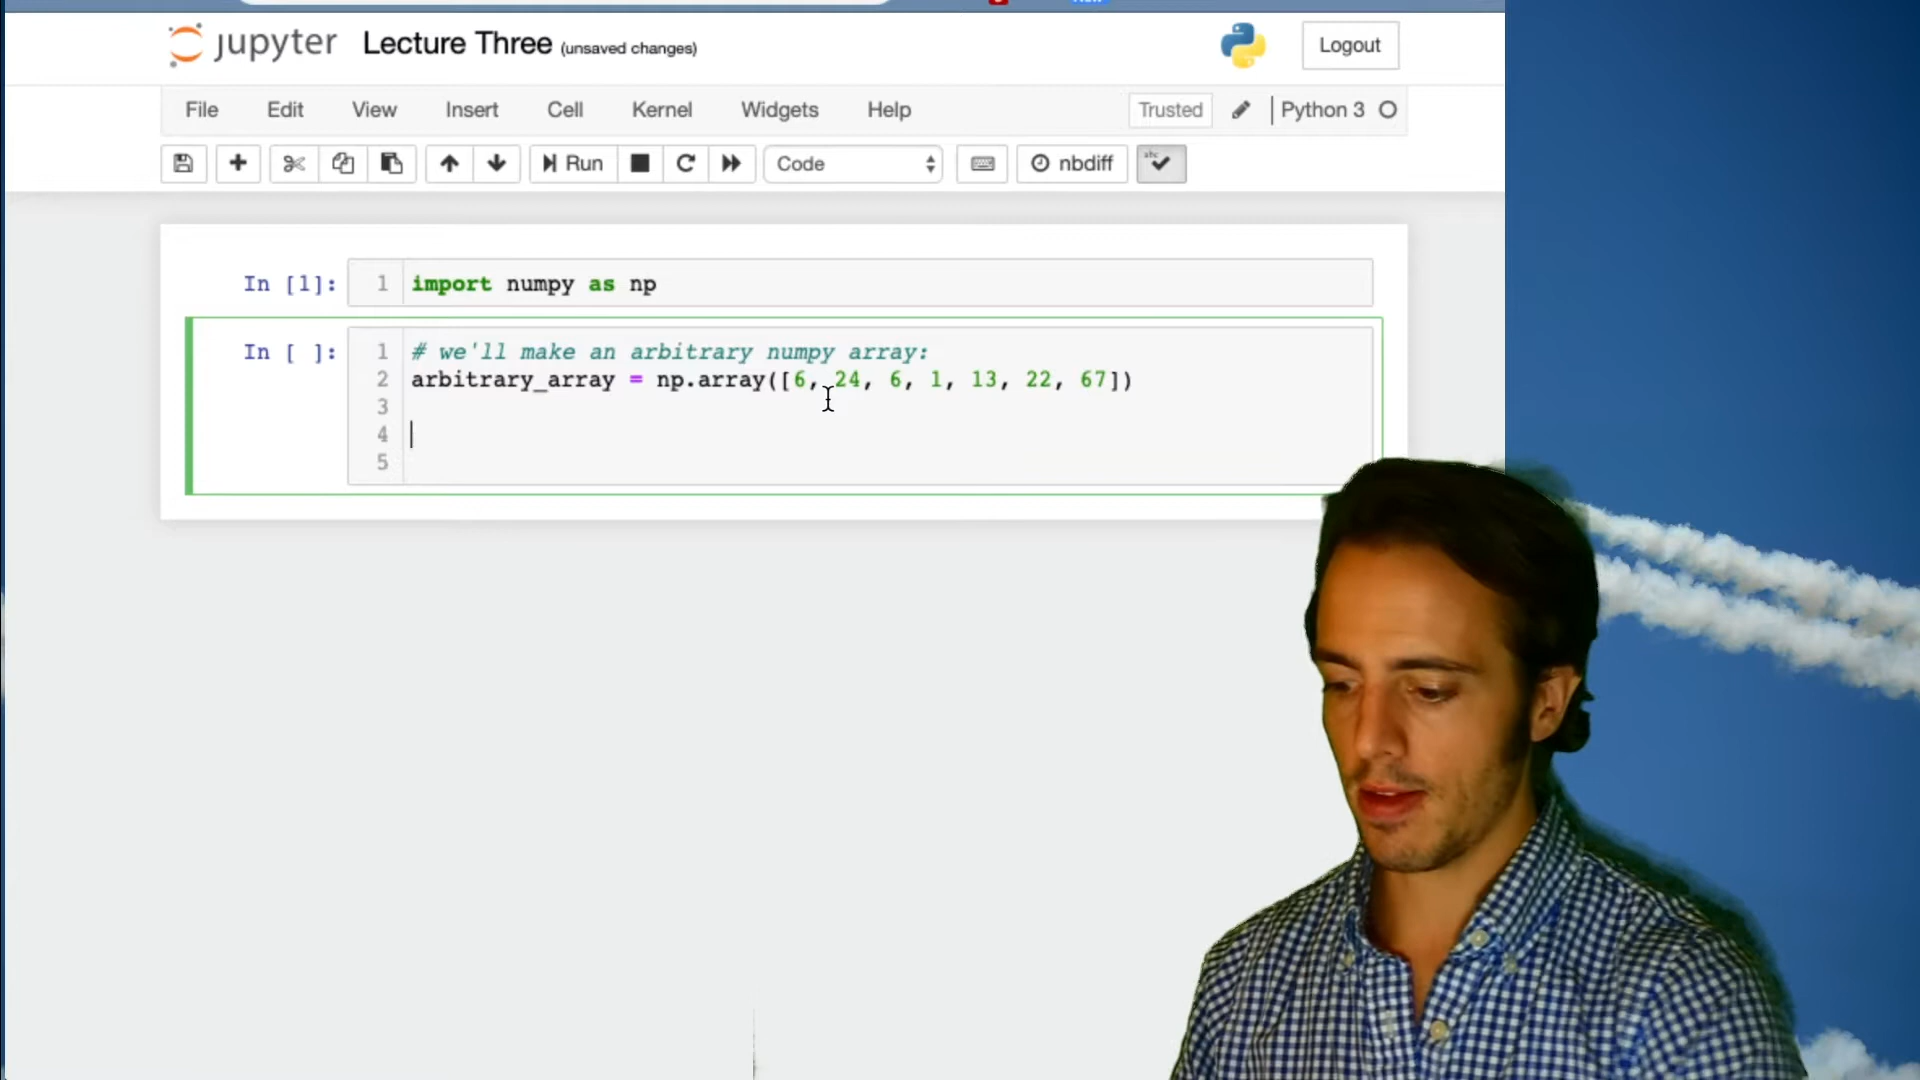 jupyter Lecture Three (unsaved changes) Logout
File Edit View Insert Cell Kernel Widgets Help Trusted Python 3
Run Code nbdiff abc
In [1]: 1 import numpy as np
In [ ]: 1 # we'll make an arbitrary numpy array:
2 arbitrary_array = np.array([6, 24, 6, 1, 13, 22, 67])
3
4
5